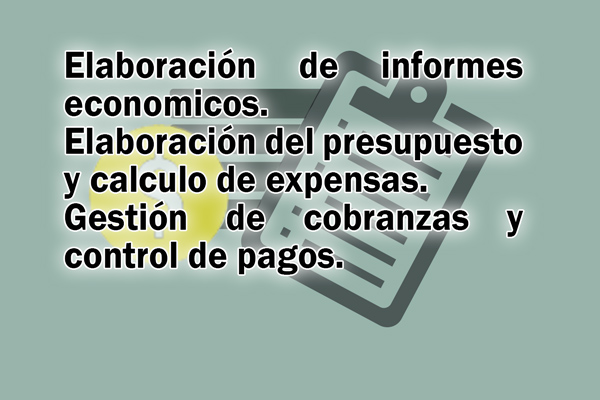 Elaboración de informes
economicos.
Elaboración del presupuesto
y calculo de expensas.
Gestión de cobranzas y
control de pagos.